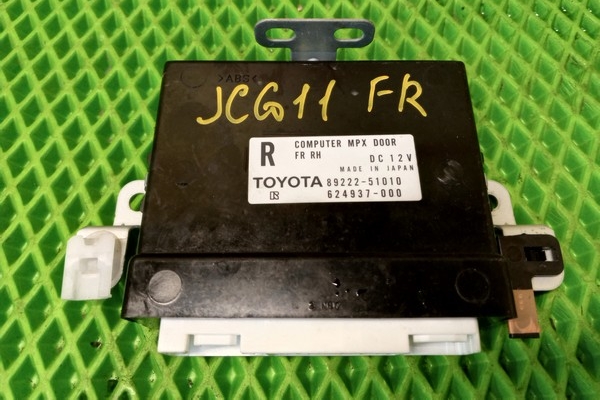 >ABS<
JCG11 FR
R
COMPUTER MPX DOOR
FR RH
DC 12V
MADE IN JAPAN
TOYOTA 89222-51010
624937-000